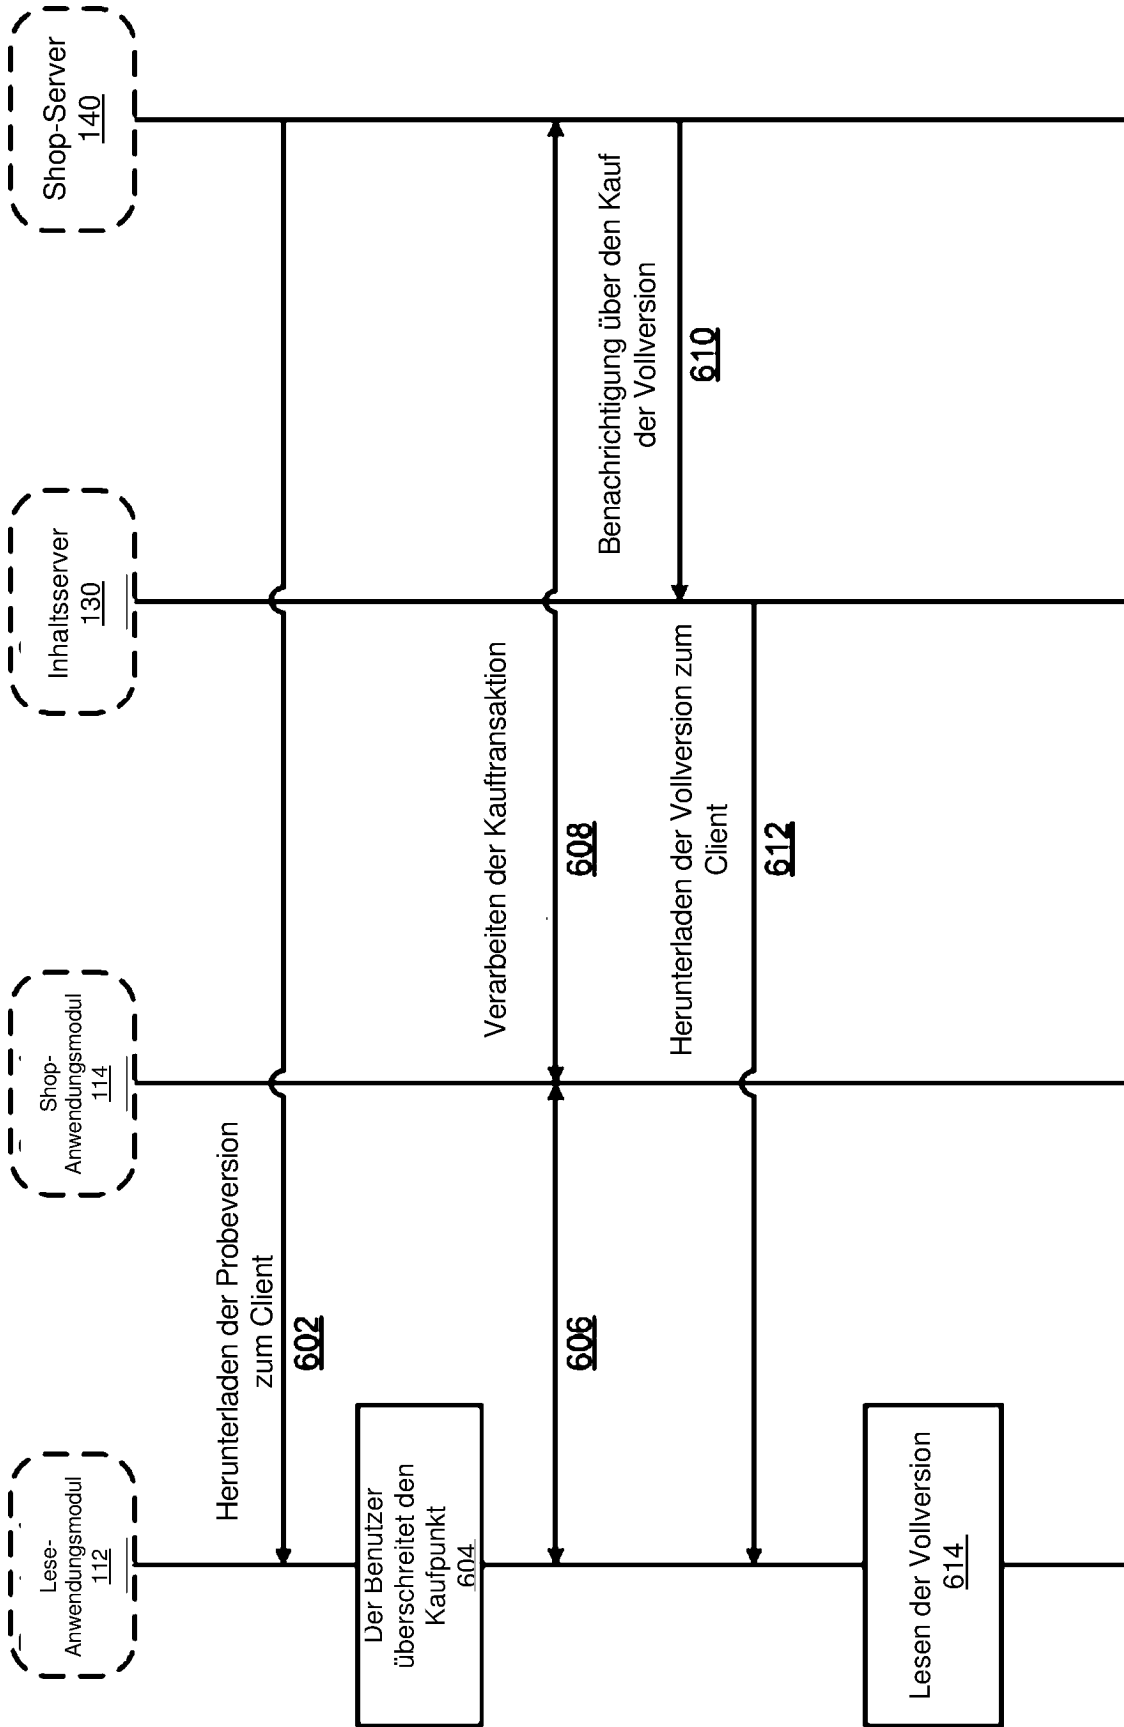 Lese-
Anwendungsmodul
112
Shop-
Anwendungsmodul
114
Inhaltsserver
130
Shop-Server
140
Herunterladen der Probeversion
zum Client
602
Der Benutzer
überschreitet den
Kaufpunkt
604
606
Verarbeiten der Kauftransaktion
608
Benachrichtigung über den Kauf
der Vollversion
610
Herunterladen der Vollversion zum
Client
612
Lesen der Vollversion
614